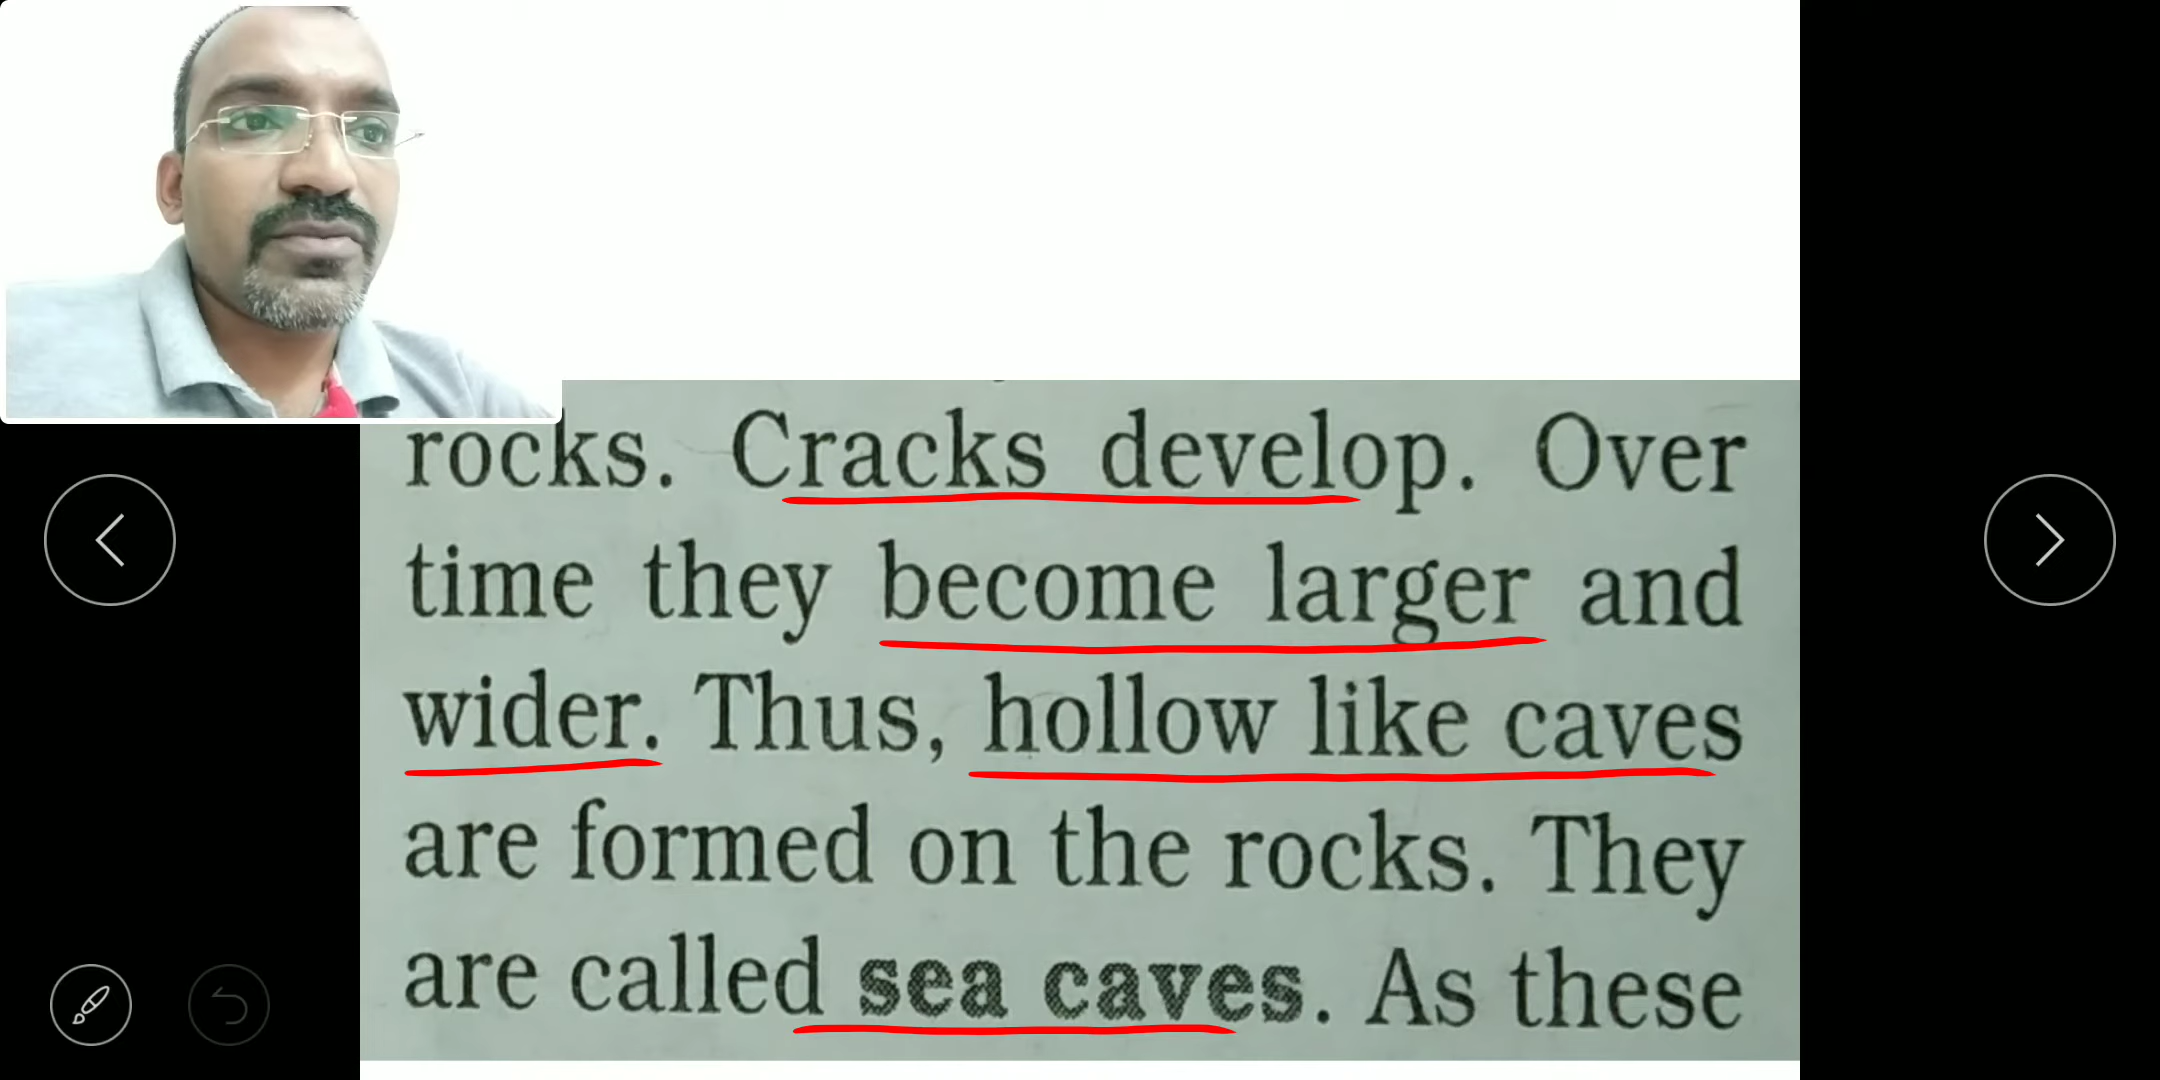 rocks. Cracks develop. Over
time they become larger and
wider. Thus, hollow like caves
are formed on the rocks. They
are called sea caves. As these